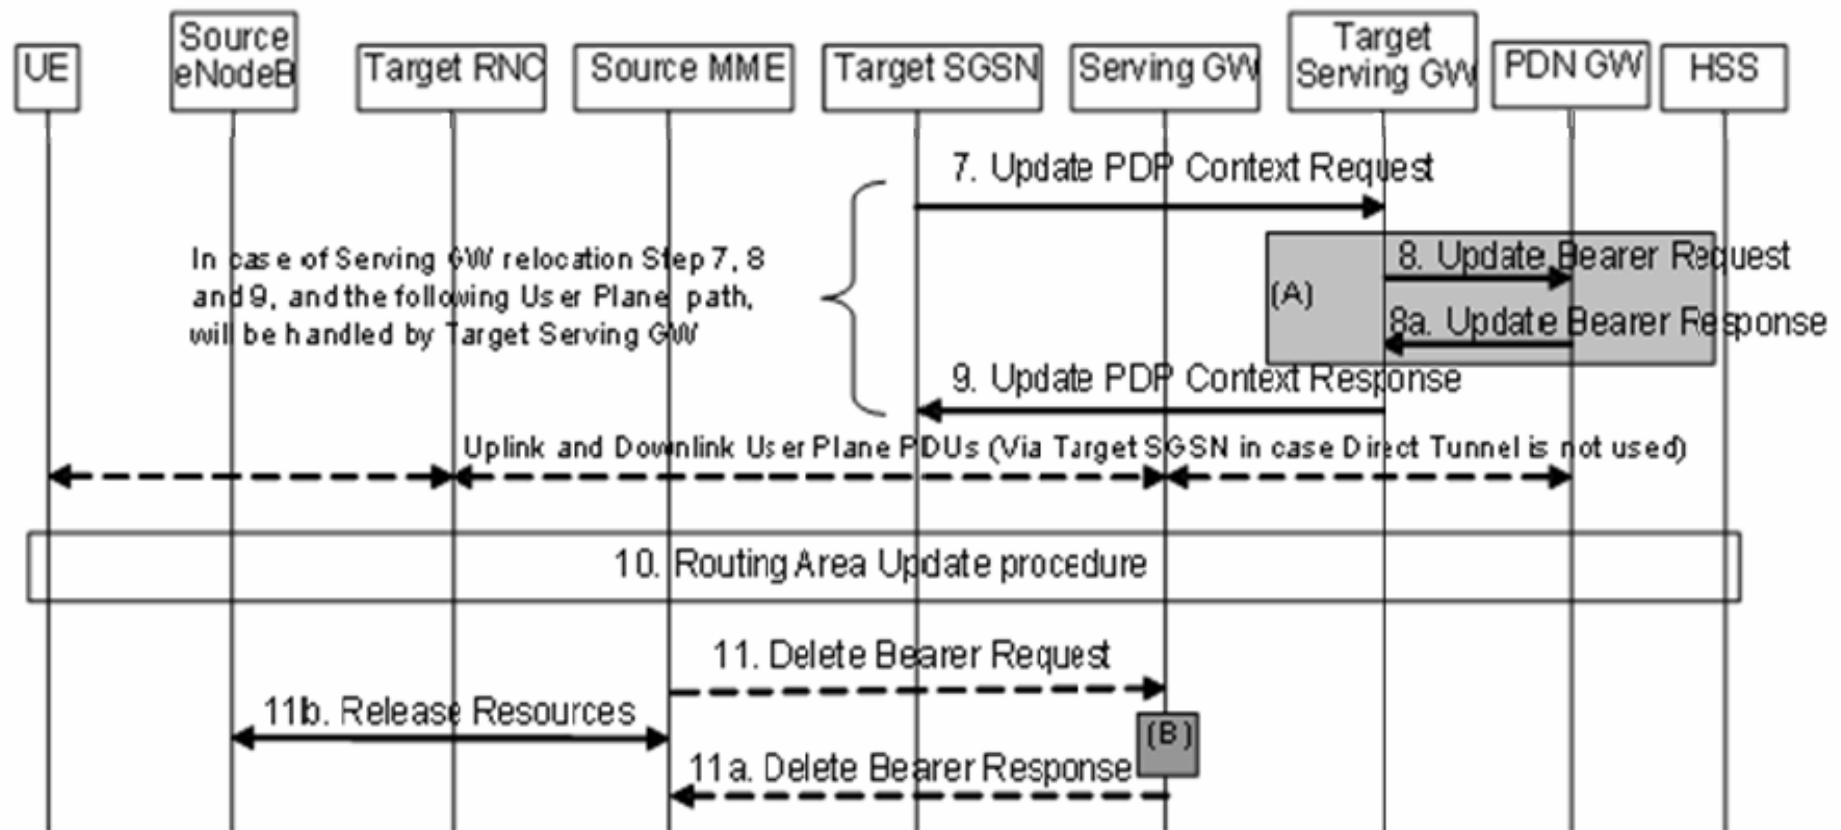 UE
Source
eNodeB
Target RNC
Source MME
Target SGSN
Serving GW
Target
Serving GW
PDN GW
HSS
7. Update PDP Context Request
In case of Serving GW relocation Step 7, 8
and 9, and the following User Plane path,
will be handled by Target Serving GW
8. Update Bearer Request
(A)
8a. Update Bearer Response
9. Update PDP Context Response
Uplink and Downlink User Plane PDUs (Via Target SGSN in case Direct Tunnel is not used)
10. Routing Area Update procedure
11. Delete Bearer Request
11b. Release Resources
(B)
11a. Delete Bearer Response